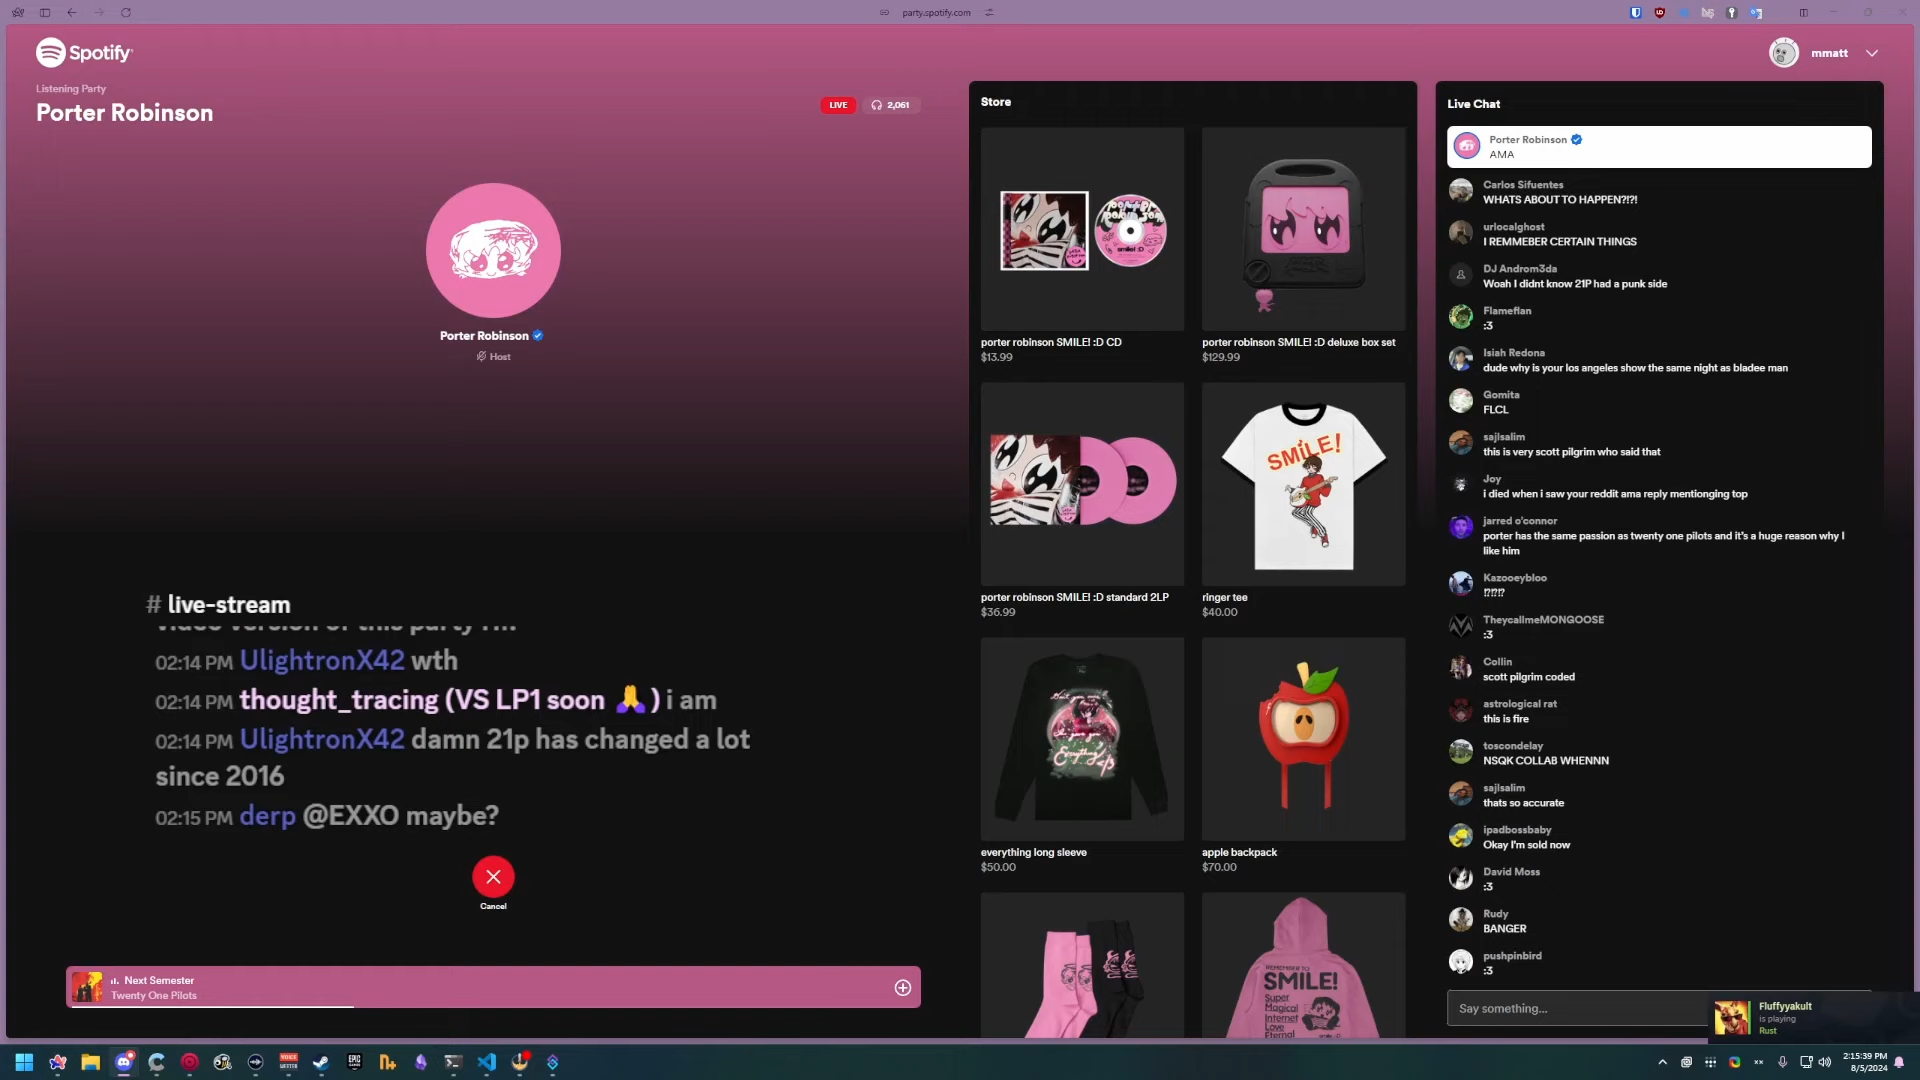 party.spotify.com
Spotify
mmatt
Listening Party
Porter Robinson
LIVE
2,061
Porter Robinson
Host
# live-stream
02:14 PM UlightronX42 wth
02:14 PM thought_tracing (VS LP1 soon 🙏) i am
02:14 PM UlightronX42 damn 21p has changed a lot
since 2016
02:15 PM derp @EXXO maybe?
Cancel
Next Semester
Twenty One Pilots
Store
porter robinson SMILE! :D CD
$13.99
porter robinson SMILE! :D deluxe box set
$129.99
porter robinson SMILE! :D standard 2LP
$36.99
SMiLE!
ringer tee
$40.00
everything long sleeve
$50.00
apple backpack
$70.00
REMEMBER TO
SMILE!
Super
Magical
Internet
Love
Eternal
Live Chat
Porter Robinson
AMA
Carlos Sifuentes
WHATS ABOUT TO HAPPEN?!?!
urlocalghost
I REMMEBER CERTAIN THINGS
DJ Androm3da
Woah I didnt know 21P had a punk side
Flameflan
:3
Isiah Redona
dude why is your los angeles show the same night as bladee man
Gomita
FLCL
sajlsalim
this is very scott pilgrim who said that
Joy
i died when i saw your reddit ama reply mentionging top
jarred o'connor
porter has the same passion as twenty one pilots and it's a huge reason why I
like him
Kazooeybloo
!?!?!?
TheycallmeMONGOOSE
:3
Collin
scott pilgrim coded
astrological rat
this is fire
toscondelay
NSQK COLLAB WHENNN
sajlsalim
thats so accurate
ipadbossbaby
Okay I'm sold now
David Moss
:3
Rudy
BANGER
pushpinbird
:3
Say something...
Fluffyyakult
is playing
Rust
2:15:39 PM
8/5/2024